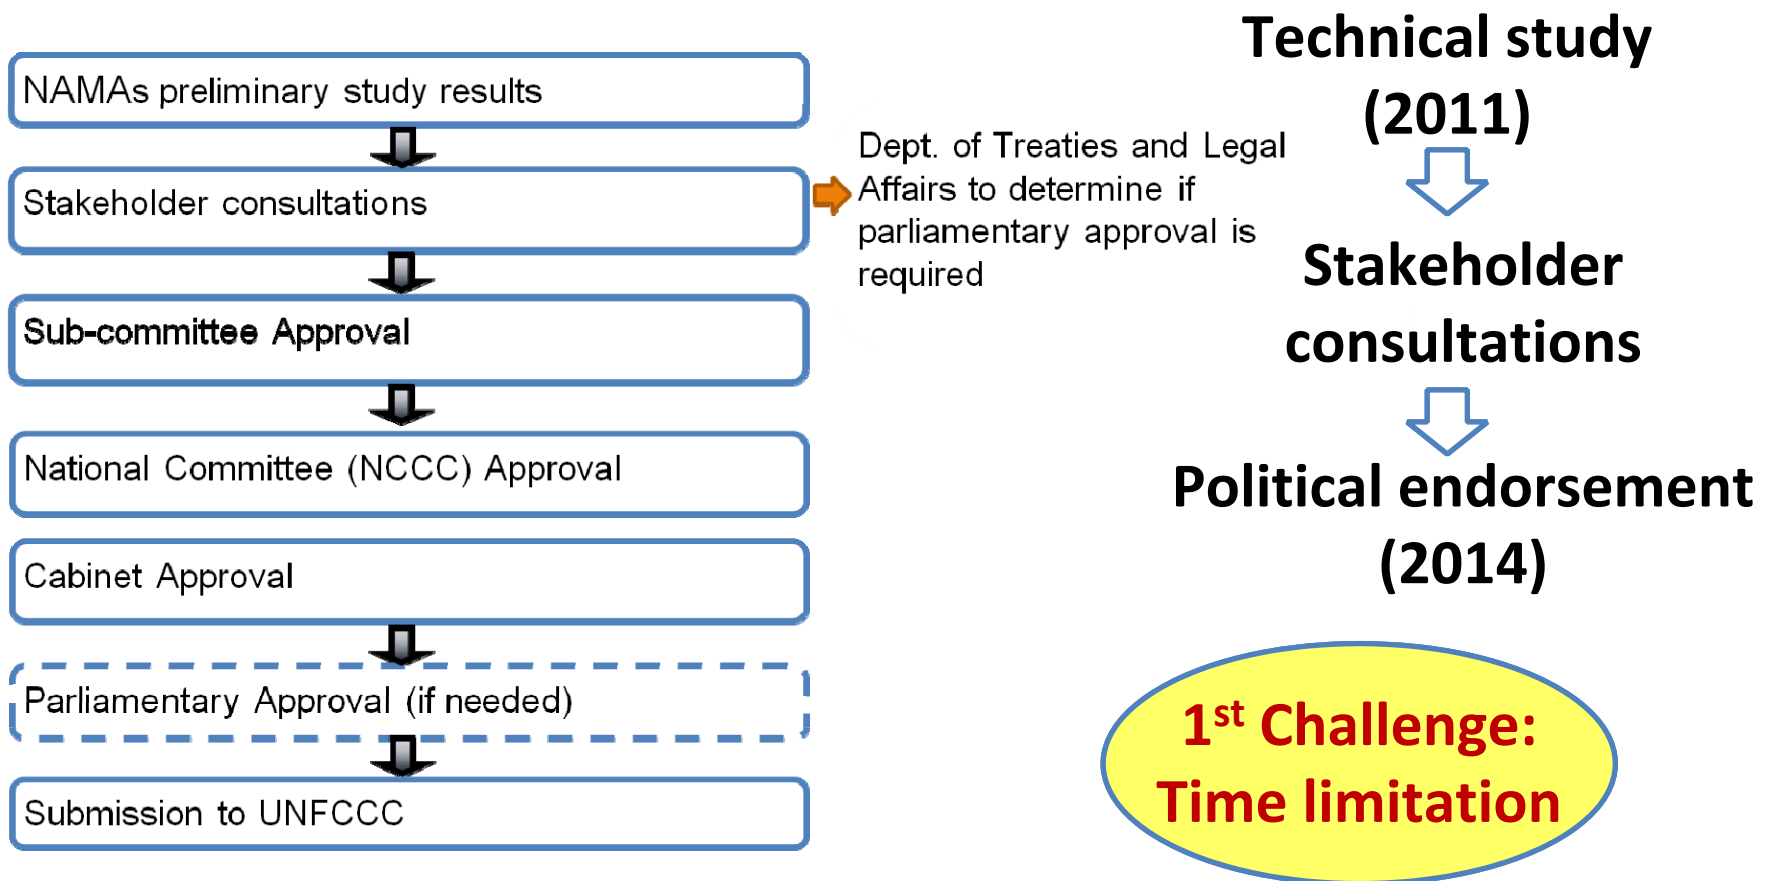 NAMAs preliminary study results
Stakeholder consultations
Dept. of Treaties and Legal
Affairs to determine if
parliamentary approval is
required
Sub-committee Approval
National Committee (NCCC) Approval
Cabinet Approval
Parliamentary Approval (if needed)
Submission to UNFCCC
Technical study
(2011)
Stakeholder
consultations
Political endorsement
(2014)
1st Challenge:
Time limitation